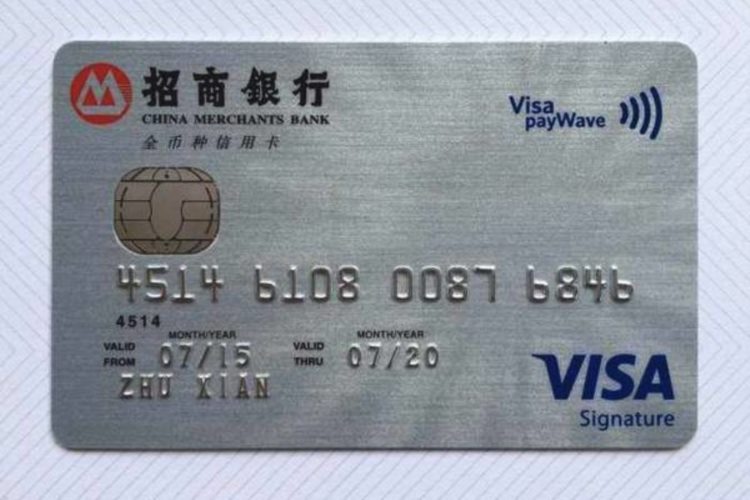 招商銀行
CHINA MERCHANTS BANK
全币种信用卡
Visa
payWave
4514 6108 0087 6846
4514
MONTH/YEAR MONTH/YEAR
VALID FROM 07/15 VALID THRU 07/20
ZHU XIAN
VISA
Signature